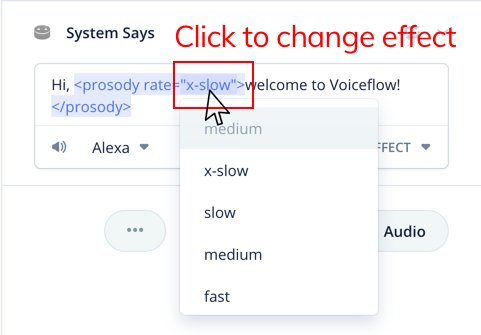 System Says
Click to change effect
Hi, <prosody rate="x-slow">welcome to Voiceflow!
</prosody>
Alexa
FFECT
medium
x-slow
slow
medium
fast
•••
Audio